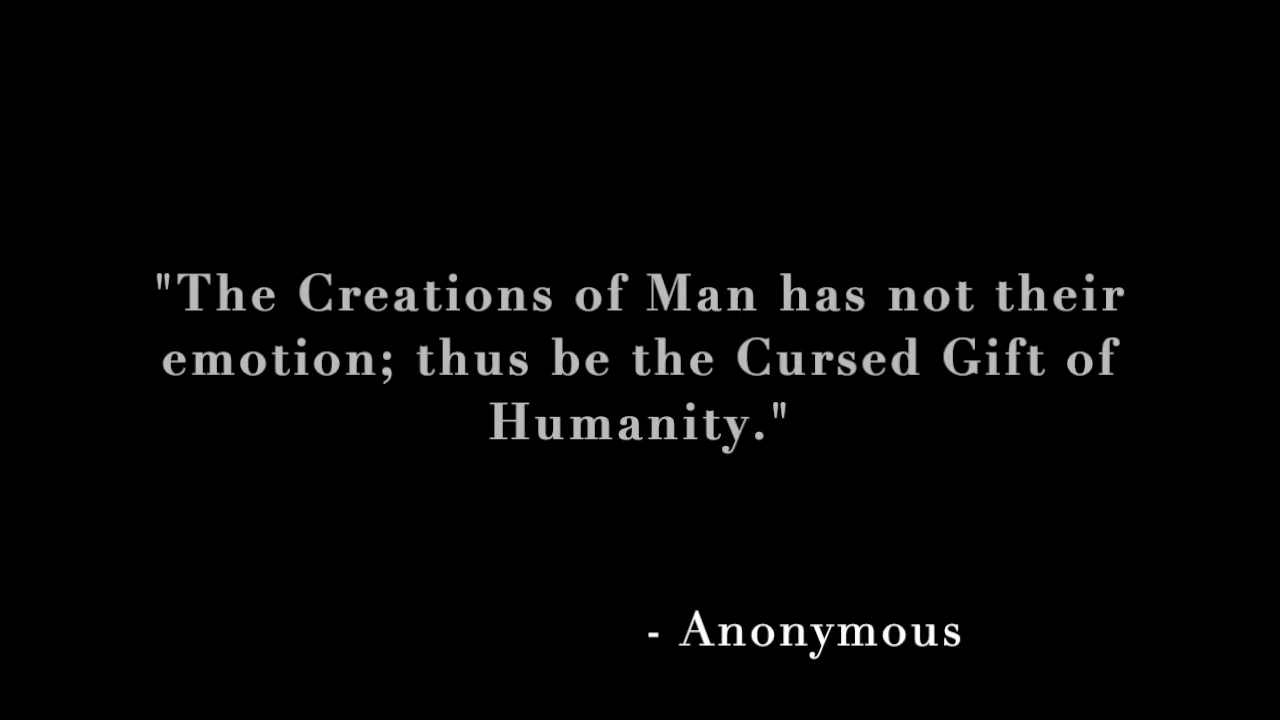 "The Creations of Man has not their
emotion; thus be the Cursed Gift of
Humanity."
- Anonymous